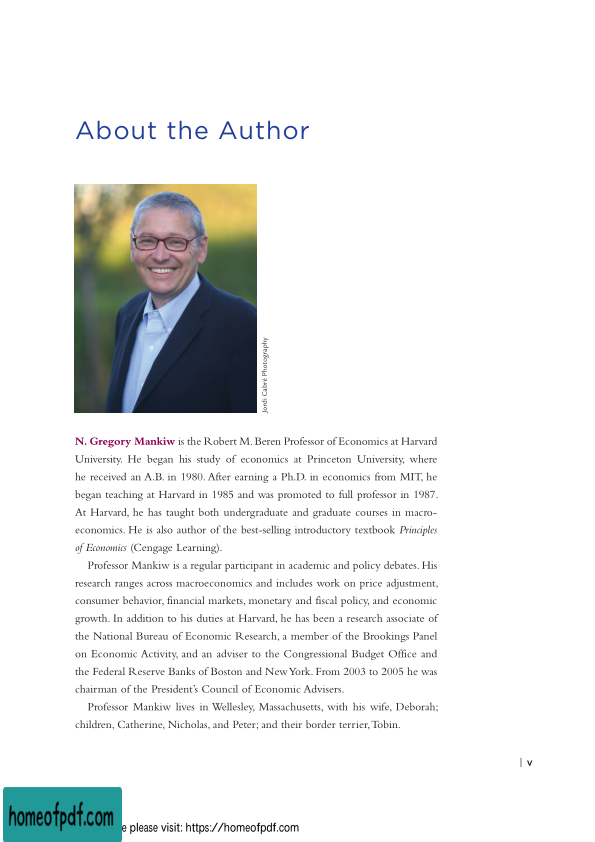 About the Author
Jordi Cabré Photography
N. Gregory Mankiw is the Robert M. Beren Professor of Economics at Harvard
University. He began his study of economics at Princeton University, where
he received an A.B. in 1980. After earning a Ph.D. in economics from MIT, he
began teaching at Harvard in 1985 and was promoted to full professor in 1987.
At Harvard, he has taught both undergraduate and graduate courses in macro-
economics. He is also author of the best-selling introductory textbook Principles
of Economics (Cengage Learning).
Professor Mankiw is a regular participant in academic and policy debates. His
research ranges across macroeconomics and includes work on price adjustment,
consumer behavior, financial markets, monetary and fiscal policy, and economic
growth. In addition to his duties at Harvard, he has been a research associate of
the National Bureau of Economic Research, a member of the Brookings Panel
on Economic Activity, and an adviser to the Congressional Budget Office and
the Federal Reserve Banks of Boston and New York. From 2003 to 2005 he was
chairman of the President's Council of Economic Advisers.
Professor Mankiw lives in Wellesley, Massachusetts, with his wife, Deborah;
children, Catherine, Nicholas, and Peter; and their border terrier, Tobin.
| v
homeofpdf.com
e please visit: https://homeofpdf.com